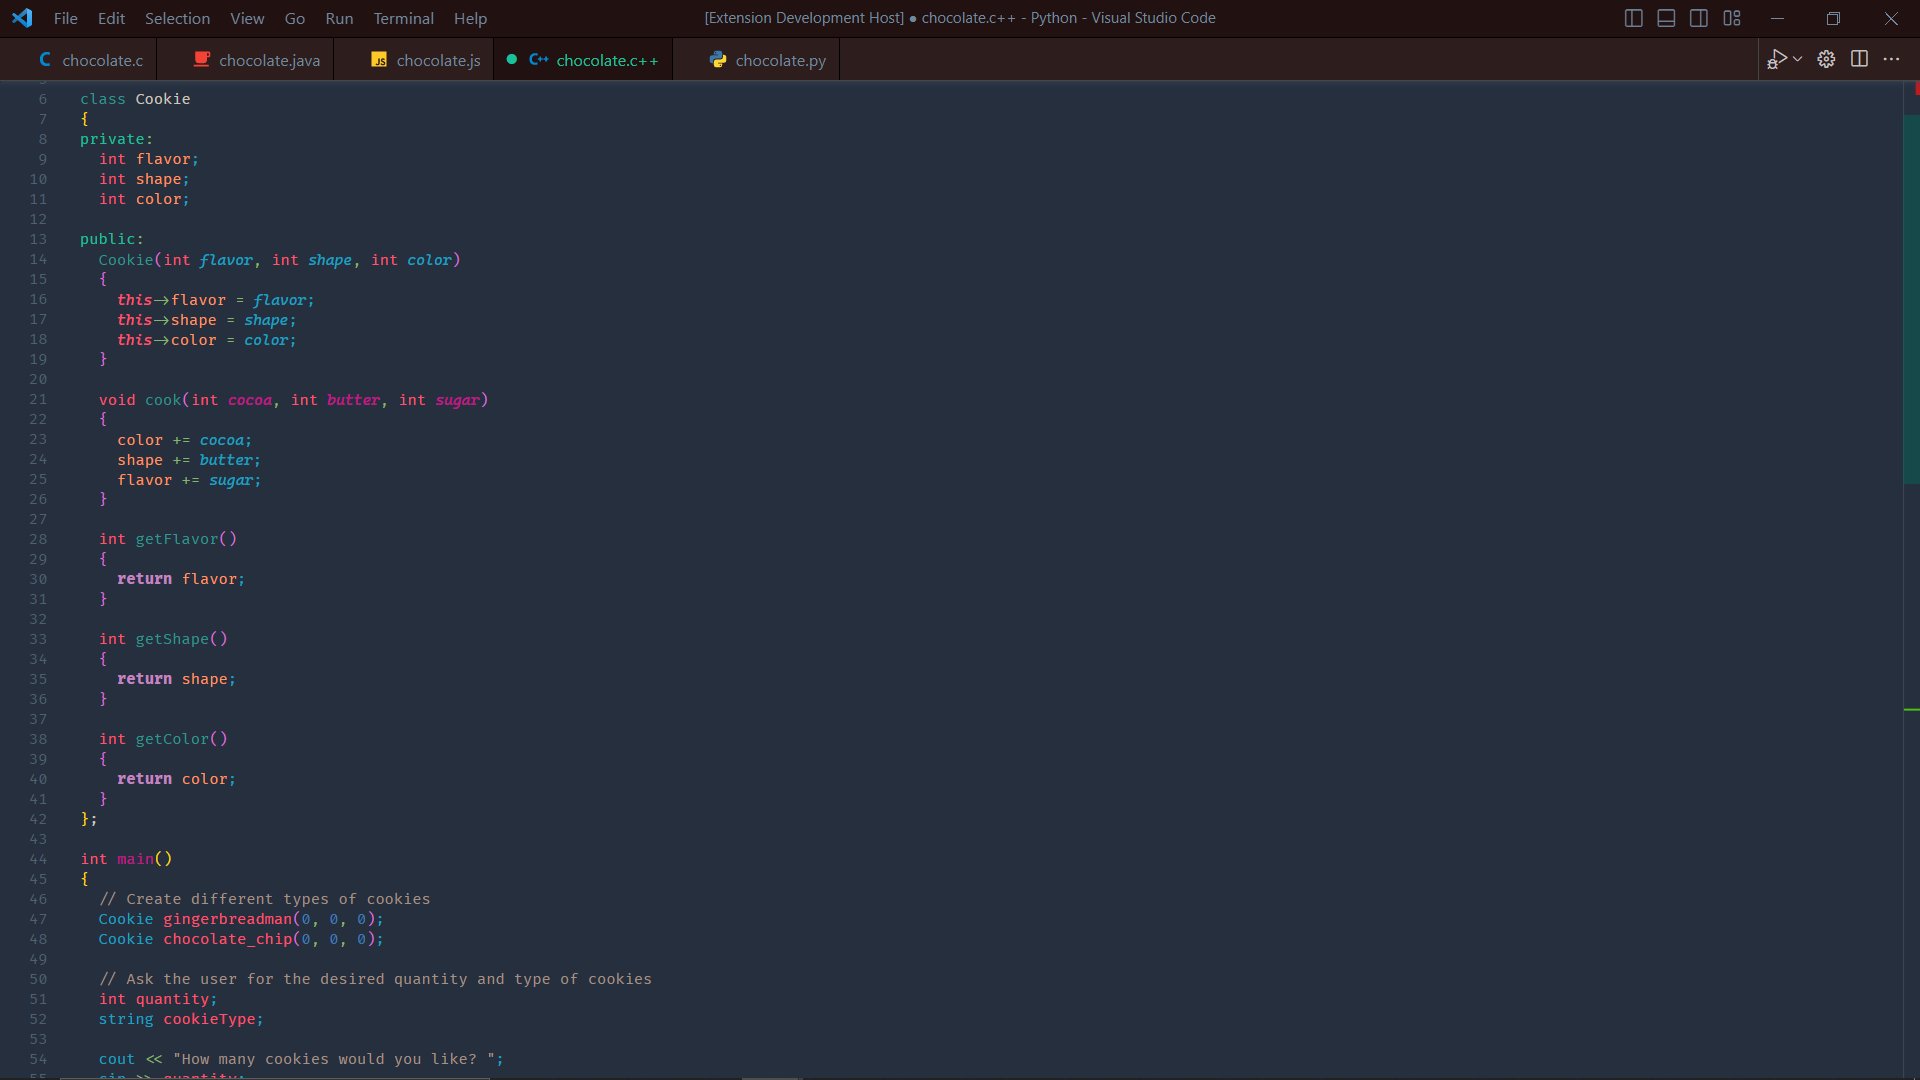 File Edit Selection View Go Run Terminal Help [Extension Development Host] ● chocolate.c++ - Python - Visual Studio Code
C chocolate.c chocolate.java JS chocolate.js C++ chocolate.c++ chocolate.py
6 class Cookie
7 {
8 private:
9 int flavor;
10 int shape;
11 int color;
12
13 public:
14 Cookie(int flavor, int shape, int color)
15 {
16 this->flavor = flavor;
17 this->shape = shape;
18 this->color = color;
19 }
20
21 void cook(int cocoa, int butter, int sugar)
22 {
23 color += cocoa;
24 shape += butter;
25 flavor += sugar;
26 }
27
28 int getFlavor()
29 {
30 return flavor;
31 }
32
33 int getShape()
34 {
35 return shape;
36 }
37
38 int getColor()
39 {
40 return color;
41 }
42 };
43
44 int main()
45 {
46 // Create different types of cookies
47 Cookie gingerbreadman(0, 0, 0);
48 Cookie chocolate_chip(0, 0, 0);
49
50 // Ask the user for the desired quantity and type of cookies
51 int quantity;
52 string cookieType;
53
54 cout << "How many cookies would you like? ";
55 cin >> quantity;